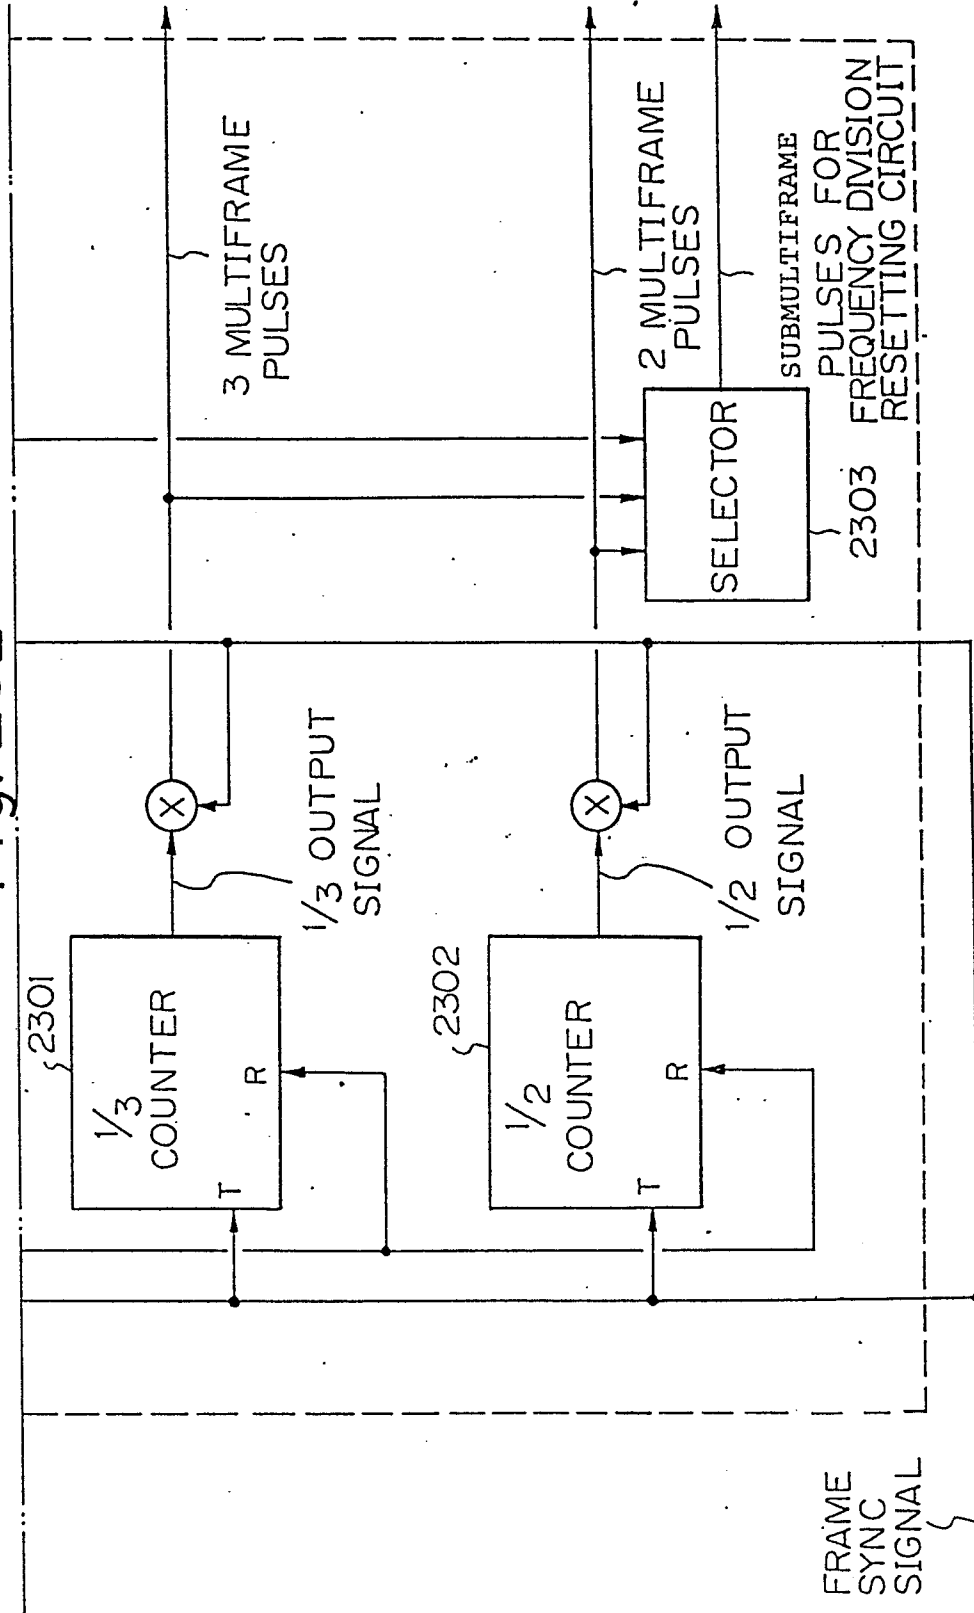 2301
1/3
COUNTER
T
R
1/3 OUTPUT
SIGNAL
X
3 MULTIFRAME
PULSES
2302
1/2
COUNTER
T
R
1/2 OUTPUT
SIGNAL
X
2 MULTIFRAME
PULSES
SELECTOR
2303
SUBMULTIFRAME
PULSES FOR
FREQUENCY DIVISION
RESETTING CIRCUIT
FRAME
SYNC
SIGNAL